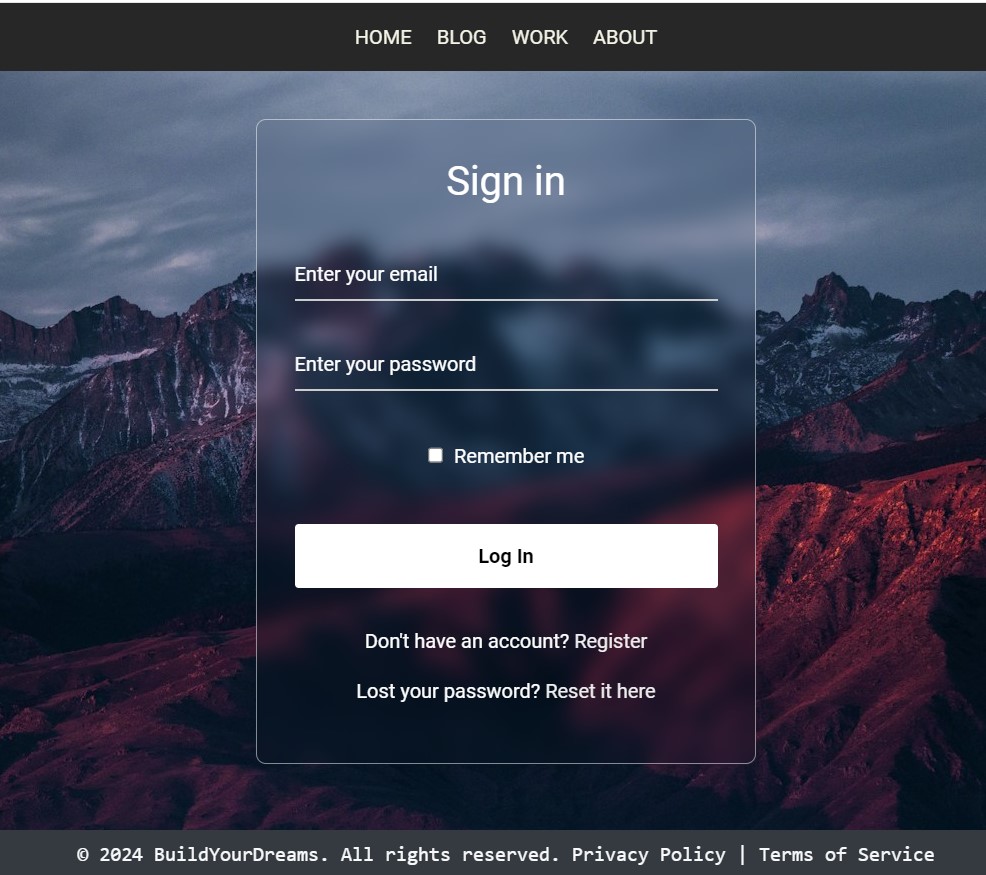 HOME BLOG WORK ABOUT
Sign in
Enter your email
Enter your password
Remember me
Log In
Don't have an account? Register
Lost your password? Reset it here
© 2024 BuildYourDreams. All rights reserved. Privacy Policy | Terms of Service